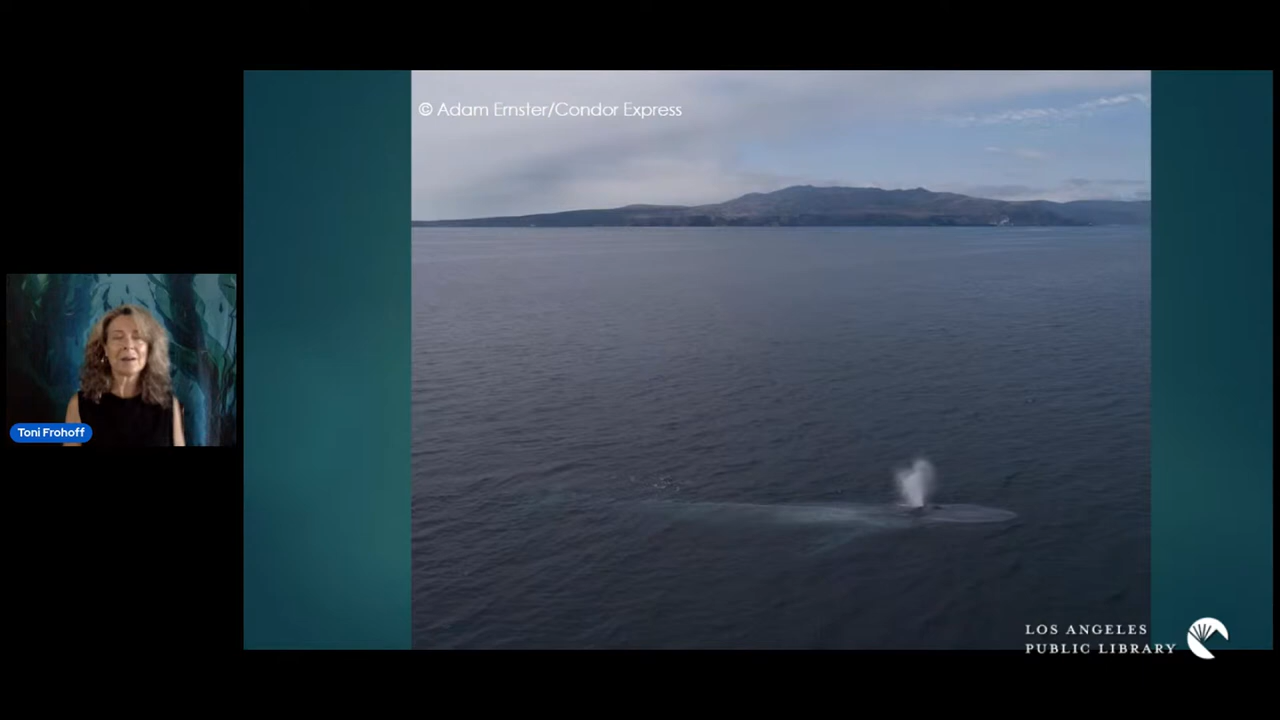 © Adam Ernster/Condor Express
Toni Frohoff
LOS ANGELES
PUBLIC LIBRARY